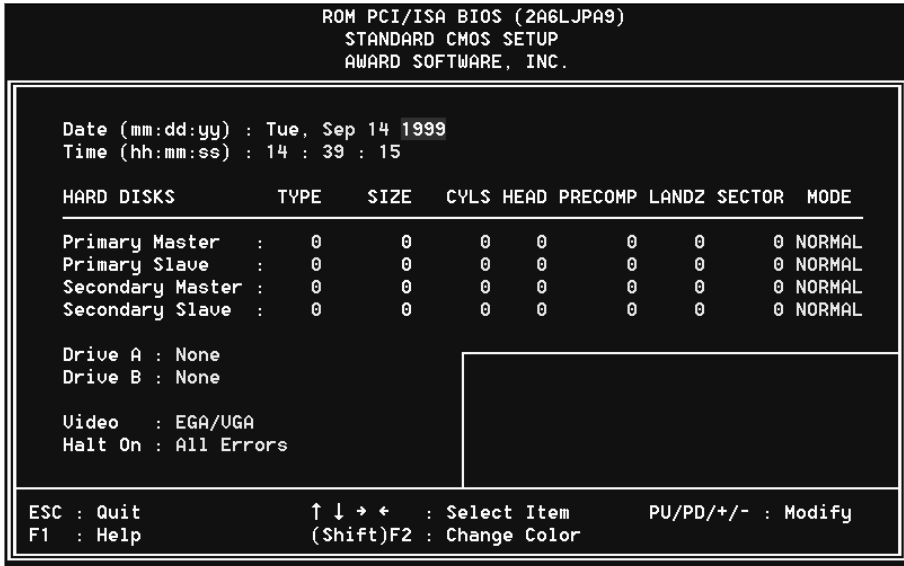 ROM PCI/ISA BIOS (2A6LJPA9)
STANDARD CMOS SETUP
AWARD SOFTWARE, INC.
Date (mm:dd:yy) : Tue, Sep 14 1999
Time (hh:mm:ss) : 14 : 39 : 15
HARD DISKS TYPE SIZE CYLS HEAD PRECOMP LANDZ SECTOR MODE
Primary Master : 0 0 0 0 0 0 0 NORMAL
Primary Slave : 0 0 0 0 0 0 0 NORMAL
Secondary Master : 0 0 0 0 0 0 0 NORMAL
Secondary Slave : 0 0 0 0 0 0 0 NORMAL
Drive A : None
Drive B : None
Video : EGA/VGA
Halt On : All Errors
ESC : Quit ↑ ↓ → ← : Select Item PU/PD/+/- : Modify
F1 : Help (Shift)F2 : Change Color